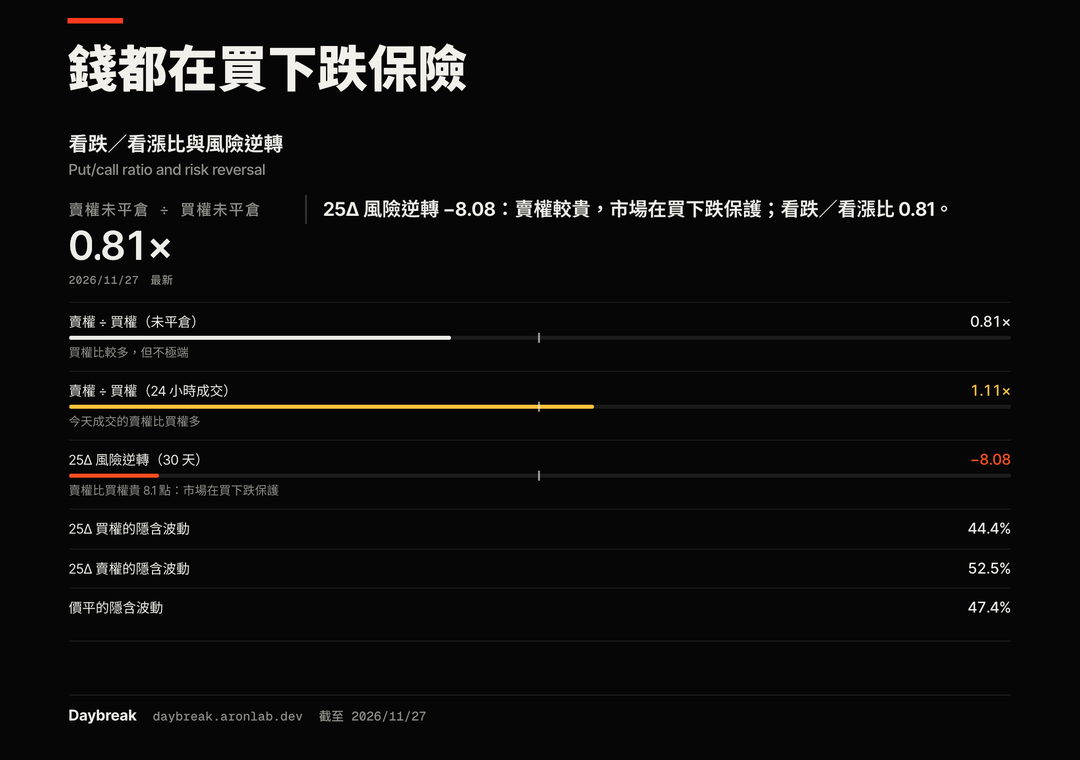 錢都在買下跌保險
看跌／看漲比與風險逆轉
Put/call ratio and risk reversal
賣權未平倉 ÷ 買權未平倉
0.81×
2026/11/27 最新
25Δ 風險逆轉 −8.08：賣權較貴，市場在買下跌保護；看跌／看漲比 0.81。
賣權 ÷ 買權（未平倉） 0.81×
買權比較多，但不極端
賣權 ÷ 買權（24 小時成交） 1.11×
今天成交的賣權比買權多
25Δ 風險逆轉（30 天） −8.08
賣權比買權貴 8.1 點：市場在買下跌保護
25Δ 買權的隱含波動 44.4%
25Δ 賣權的隱含波動 52.5%
價平的隱含波動 47.4%
Daybreak daybreak.aronlab.dev 截至 2026/11/27